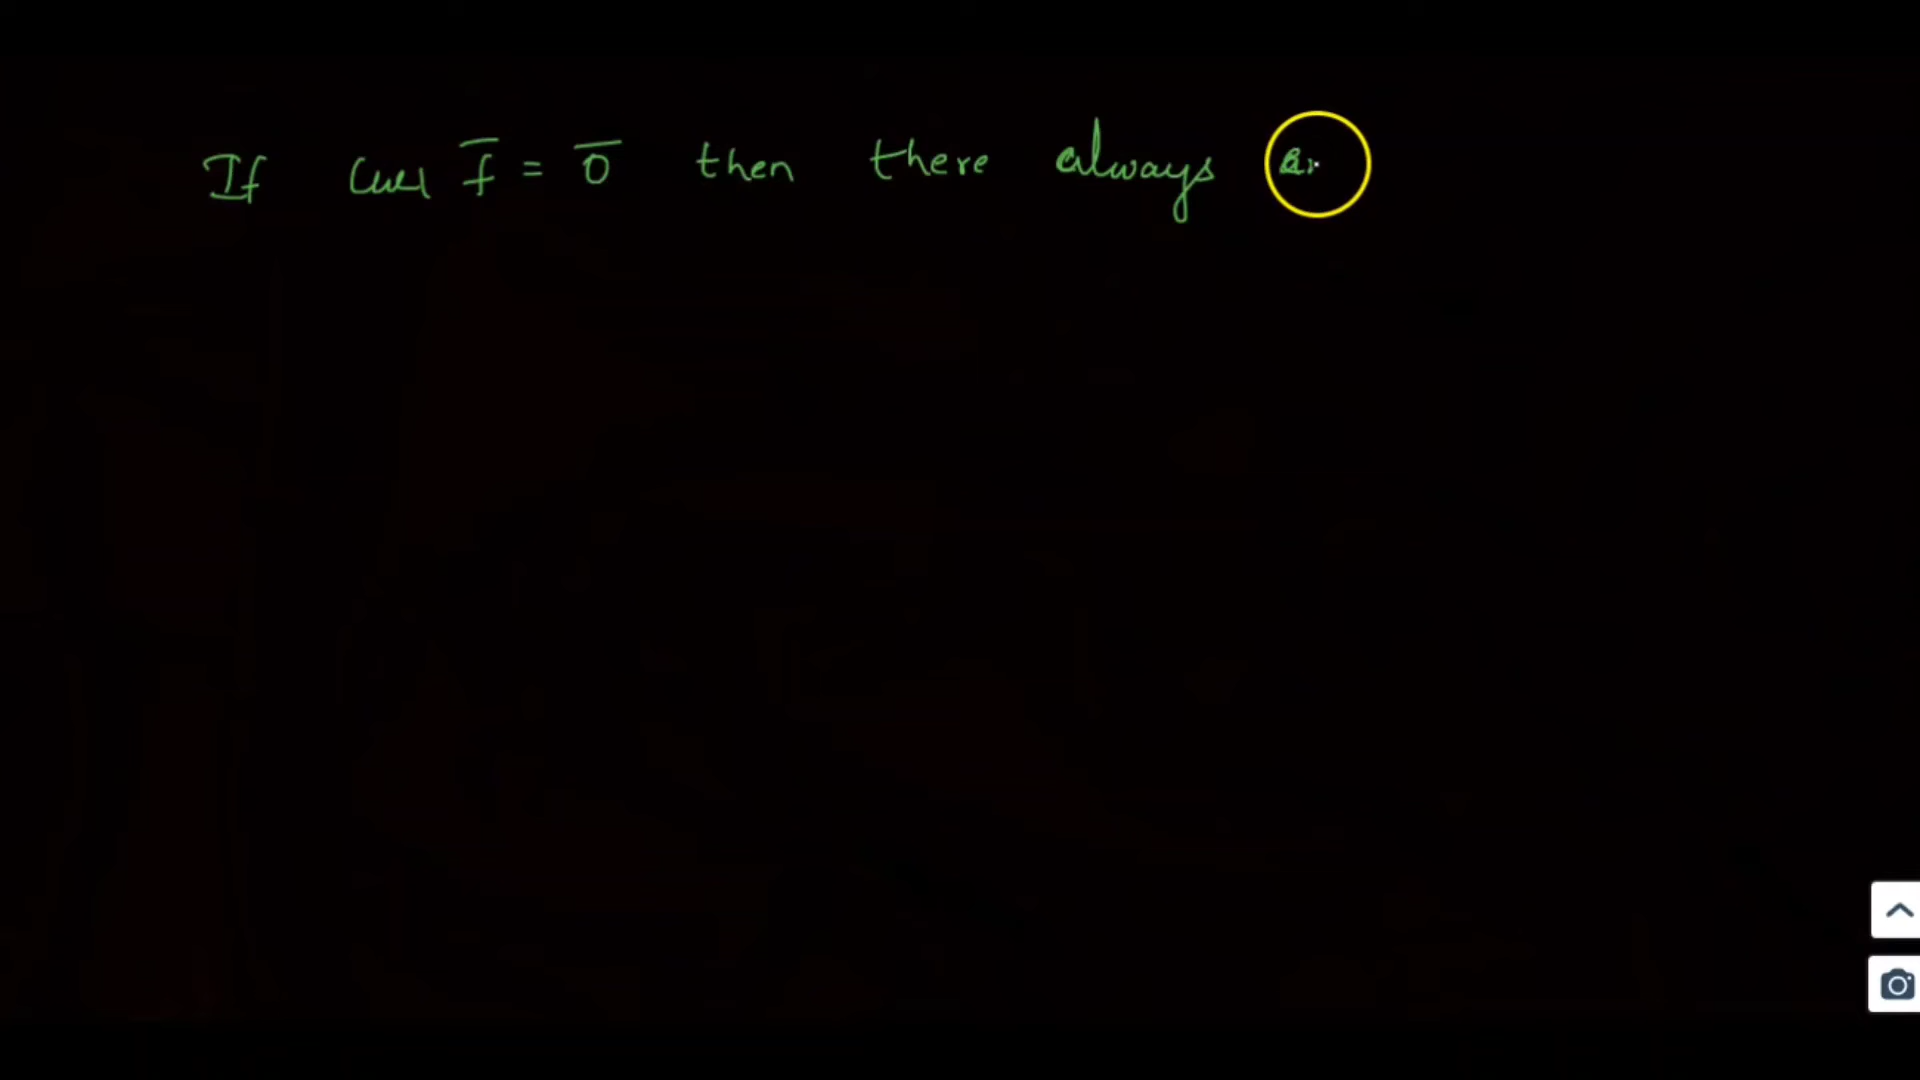 If curl f̅ = 0̅ then there always